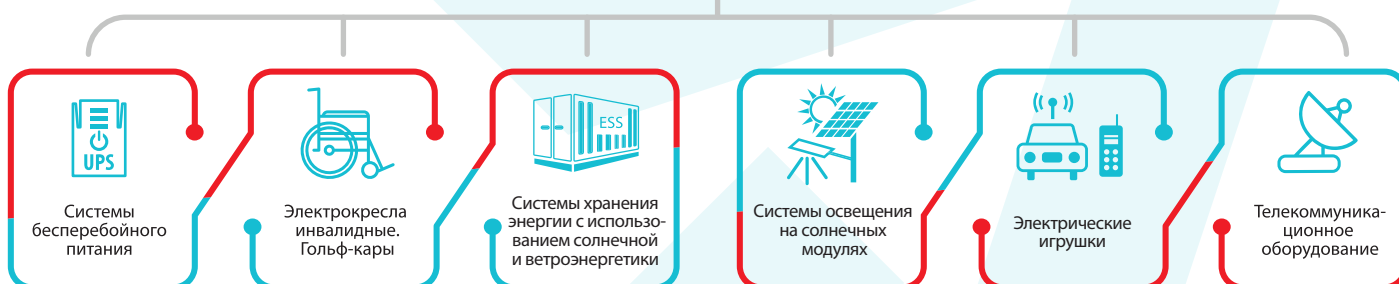 UPS
Системы
бесперебойного
питания
Электрокресла
инвалидные.
Гольф-кары
ESS
Системы хранения
энергии с использо-
ванием солнечной
и ветроэнергетики
Системы освещения
на солнечных
модулях
Электрические
игрушки
Телекоммуника-
ционное
оборудование